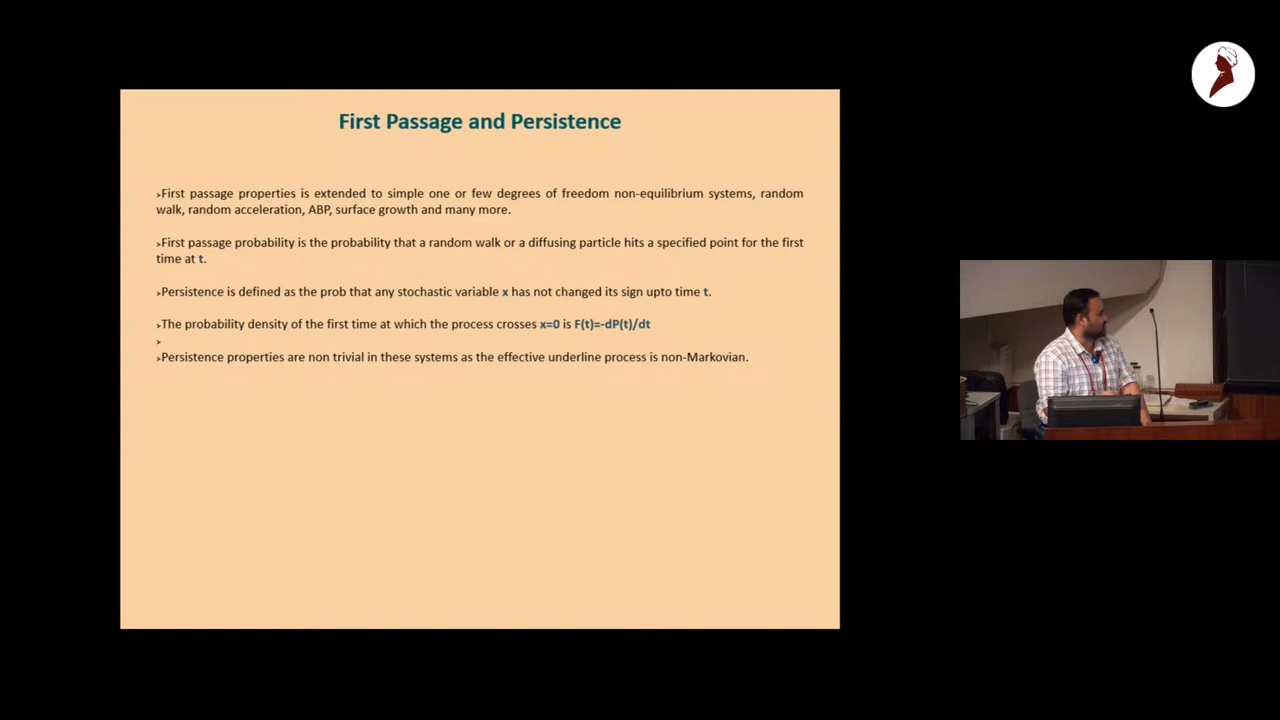 First Passage and Persistence
➢First passage properties is extended to simple one or few degrees of freedom non-equilibrium systems, random
walk, random acceleration, ABP, surface growth and many more.
➢First passage probability is the probability that a random walk or a diffusing particle hits a specified point for the first
time at t.
➢Persistence is defined as the prob that any stochastic variable x has not changed its sign upto time t.
➢The probability density of the first time at which the process crosses x=0 is F(t)=-dP(t)/dt
➢
➢Persistence properties are non trivial in these systems as the effective underline process is non-Markovian.